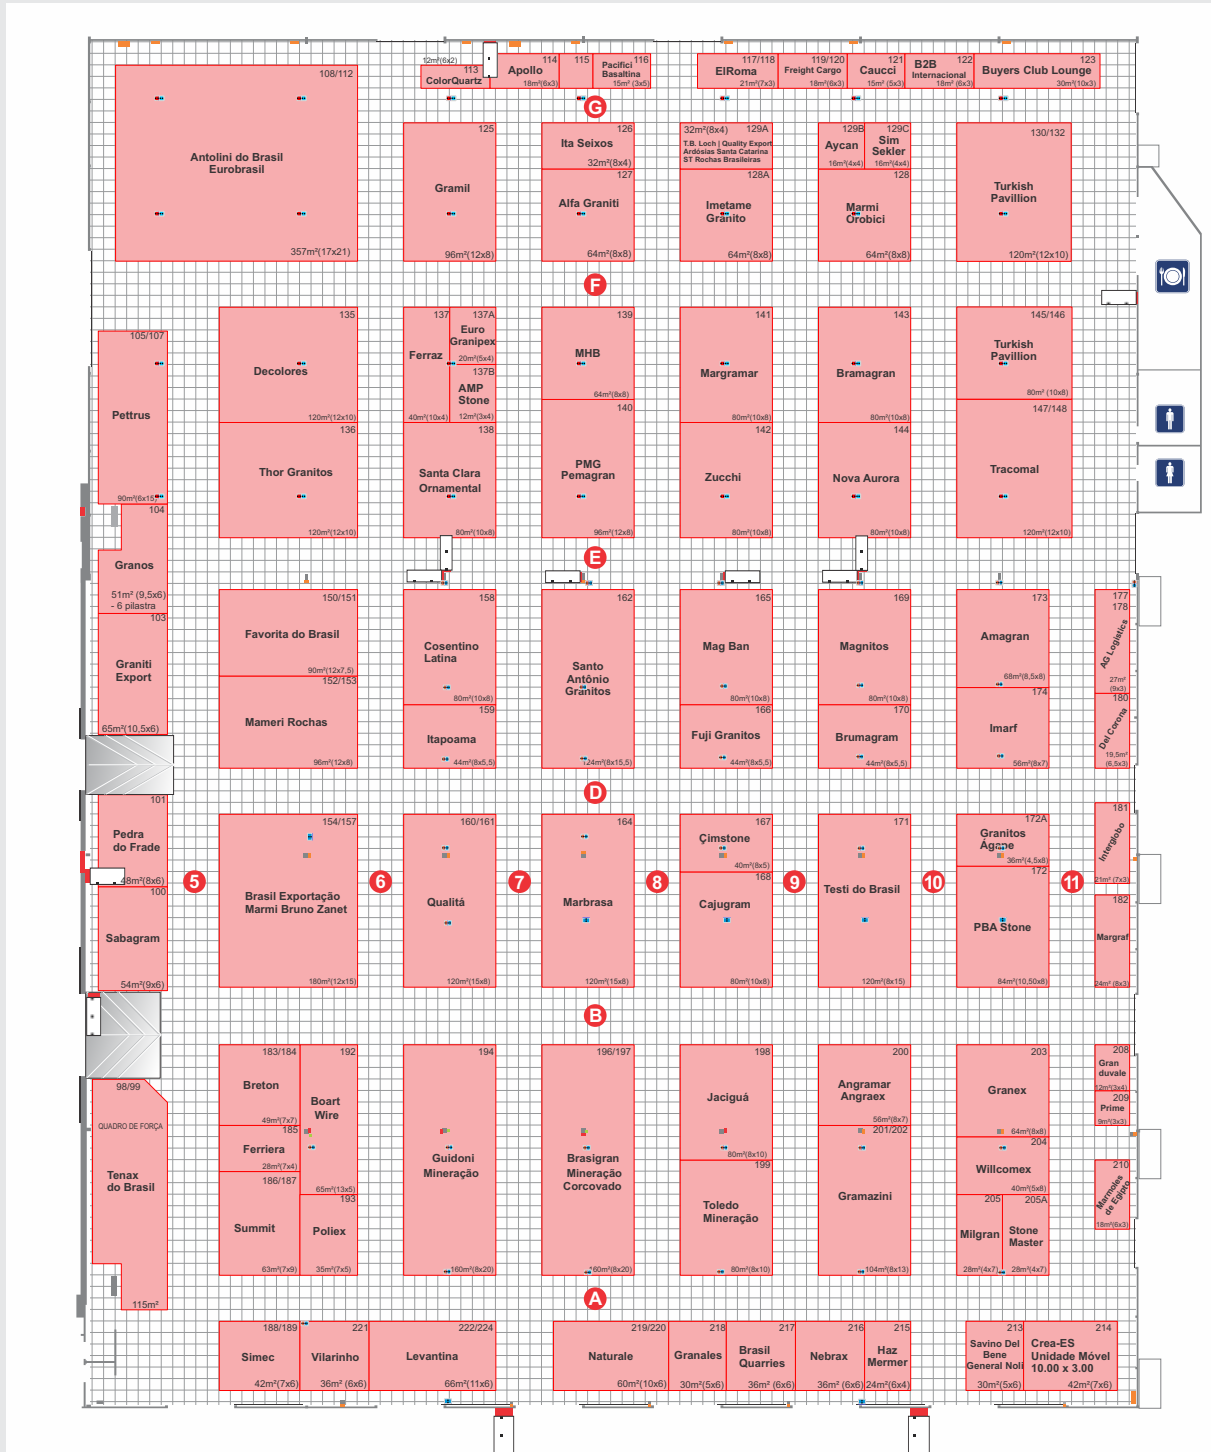 108/112
Antolini do Brasil
Eurobrasil
357m²(17x21)
12m²(6x2)
113
ColorQuartz
114
Apollo
18m²(6x3)
115
116
Pacifici
Basaltina
15m² (3x5)
117/118
ElRoma
21m²(7x3)
119/120
Freight Cargo
18m²(6x3)
121
Caucci
15m² (5x3)
B2B
122
Internacional
18m² (6x3)
123
Buyers Club Lounge
30m²(10x3)
G
125
Gramil
96m²(12x8)
126
Ita Seixos
32m²(8x4)
127
Alfa Graniti
64m²(8x8)
32m²(8x4)
129A
T.B. Loch | Quality Export
Ardósias Santa Catarina
ST Rochas Brasileiras
128A
Imetame
Granito
64m²(8x8)
129B
Aycan
16m²(4x4)
129C
Sim
Sekler
16m²(4x4)
128
Marmi
Orobici
64m²(8x8)
130/132
Turkish
Pavillion
120m²(12x10)
F
105/107
Pettrus
90m²(6x15)
135
Decolores
120m²(12x10)
136
Thor Granitos
120m²(12x10)
137
Ferraz
40m²(10x4)
137A
Euro
Granipex
20m²(5x4)
137B
AMP
Stone
12m²(3x4)
138
Santa Clara
Ornamental
80m²(10x8)
139
MHB
64m²(8x8)
140
PMG
Pemagran
96m²(12x8)
141
Margramar
80m²(10x8)
142
Zucchi
80m²(10x8)
143
Bramagran
80m²(10x8)
144
Nova Aurora
80m²(10x8)
145/146
Turkish
Pavillion
80m² (10x8)
147/148
Tracomal
120m²(12x10)
E
104
Granos
51m² (9,5x6)
- 6 pilastra
103
Graniti
Export
65m²(10,5x6)
150/151
Favorita do Brasil
90m²(12x7,5)
152/153
Mameri Rochas
96m²(12x8)
158
Cosentino
Latina
80m²(10x8)
159
Itapoama
44m²(8x5,5)
162
Santo
Antônio
Granitos
124m²(8x15,5)
165
Mag Ban
80m²(10x8)
166
Fuji Granitos
44m²(8x5,5)
169
Magnitos
80m²(10x8)
170
Brumagram
44m²(8x5,5)
173
Amagran
68m²(8,5x8)
174
Imarf
56m²(8x7)
177
178
AG Logistics
27m²
(9x3)
180
Del Corona
19,5m²
(6,5x3)
D
101
Pedra
do Frade
48m²(8x6)
100
Sabagram
54m²(9x6)
5
154/157
Brasil Exportação
Marmi Bruno Zanet
180m²(12x15)
6
160/161
Qualitá
120m²(15x8)
7
164
Marbrasa
120m²(15x8)
8
167
Çimstone
40m²(8x5)
168
Cajugram
80m²(10x8)
9
171
Testi do Brasil
120m²(8x15)
10
172A
Granitos
Ágape
36m²(4,5x8)
172
PBA Stone
84m²(10,50x8)
11
181
Interglobo
21m² (7x3)
182
Margraf
24m² (8x3)
B
98/99
QUADRO DE FORÇA
Tenax
do Brasil
115m²
183/184
Breton
49m²(7x7)
185
Ferriera
28m²(7x4)
186/187
Summit
63m²(7x9)
192
Boart
Wire
65m²(13x5)
193
Poliex
35m²(7x5)
194
Guidoni
Mineração
160m²(8x20)
196/197
Brasigran
Mineração
Corcovado
160m²(8x20)
198
Jaciguá
80m²(8x10)
199
Toledo
Mineração
80m²(8x10)
200
Angramar
Angraex
56m²(8x7)
201/202
Gramazini
104m²(8x13)
203
Granex
64m²(8x8)
204
Willcomex
40m²(5x8)
205
Milgran
28m²(4x7)
205A
Stone
Master
28m²(4x7)
208
Gran
duvale
12m²(3x4)
209
Prime
9m²(3x3)
210
Marmoles
de Egipto
18m²(6x3)
A
188/189
Simec
42m²(7x6)
221
Vilarinho
36m² (6x6)
222/224
Levantina
66m²(11x6)
219/220
Naturale
60m²(10x6)
218
Granales
30m²(5x6)
217
Brasil
Quarries
36m² (6x6)
216
Nebrax
36m² (6x6)
215
Haz
Mermer
24m²(6x4)
213
Savino Del
Bene
General Noli
30m²(5x6)
214
Crea-ES
Unidade Móvel
10.00 x 3.00
42m²(7x6)